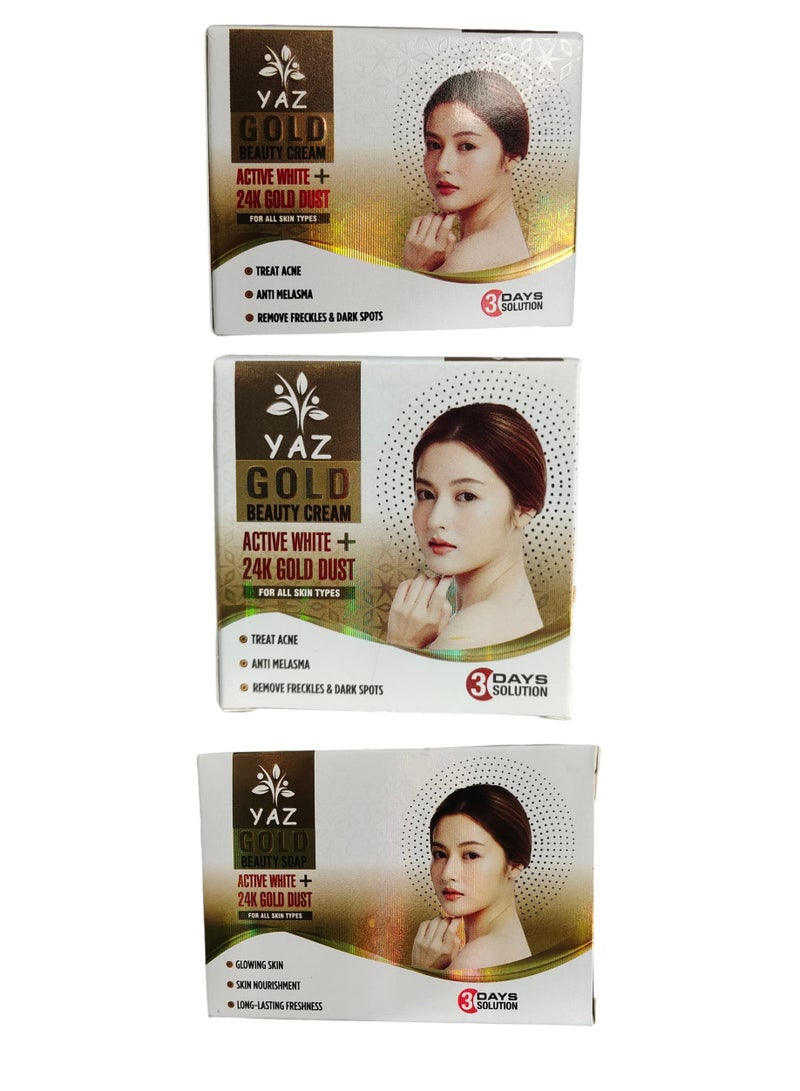 YAZ
GOLD
BEAUTY CREAM
ACTIVE WHITE +
24K GOLD DUST
FOR ALL SKIN TYPES
TREAT ACNE
ANTI MELASMA
REMOVE FRECKLES & DARK SPOTS
3 DAYS
SOLUTION
YAZ
GOLD
BEAUTY CREAM
ACTIVE WHITE +
24K GOLD DUST
FOR ALL SKIN TYPES
TREAT ACNE
ANTI MELASMA
REMOVE FRECKLES & DARK SPOTS
3 DAYS
SOLUTION
YAZ
GOLD
BEAUTY SOAP
ACTIVE WHITE +
24K GOLD DUST
FOR ALL SKIN TYPES
GLOWING SKIN
SKIN NOURISHMENT
LONG-LASTING FRESHNESS
3 DAYS
SOLUTION